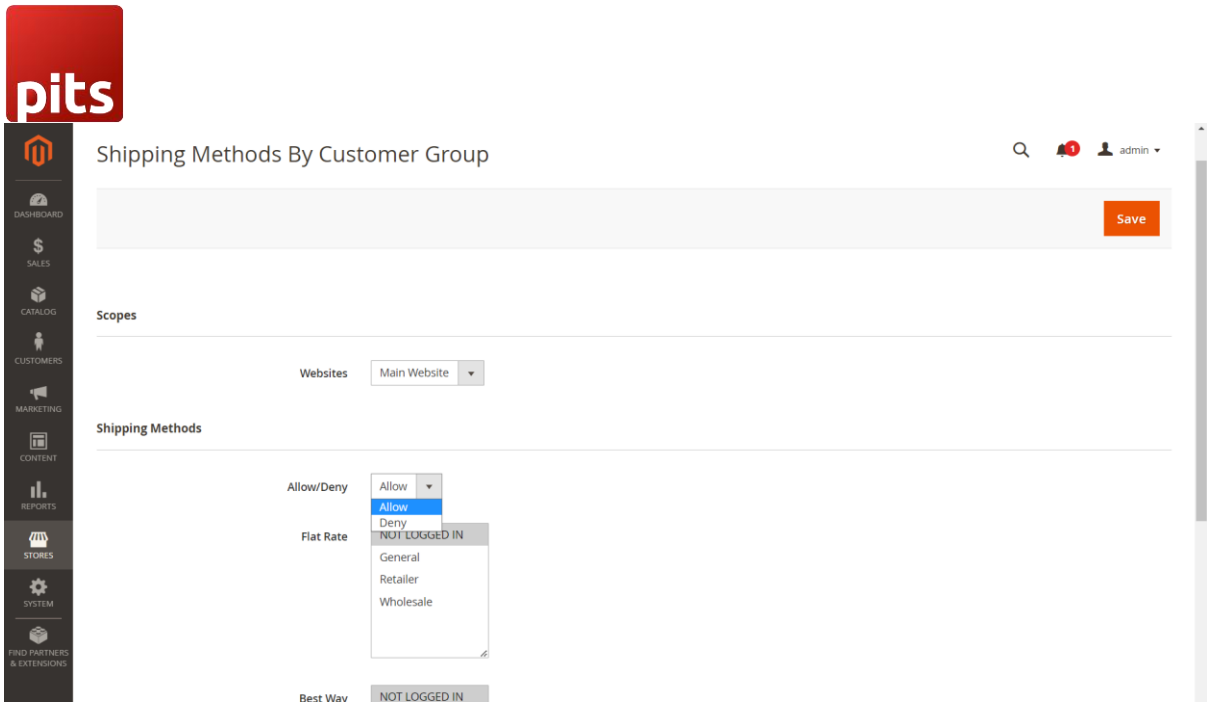 pits
Shipping Methods By Customer Group
1
admin
DASHBOARD
$
SALES
Save
CATALOG
Scopes
CUSTOMERS
Websites
Main Website
MARKETING
Shipping Methods
CONTENT
Allow/Deny
Allow
REPORTS
Allow
Deny
Flat Rate
NOT LOGGED IN
STORES
General
Retailer
SYSTEM
Wholesale
FIND PARTNERS
& EXTENSIONS
Best Way
NOT LOGGED IN